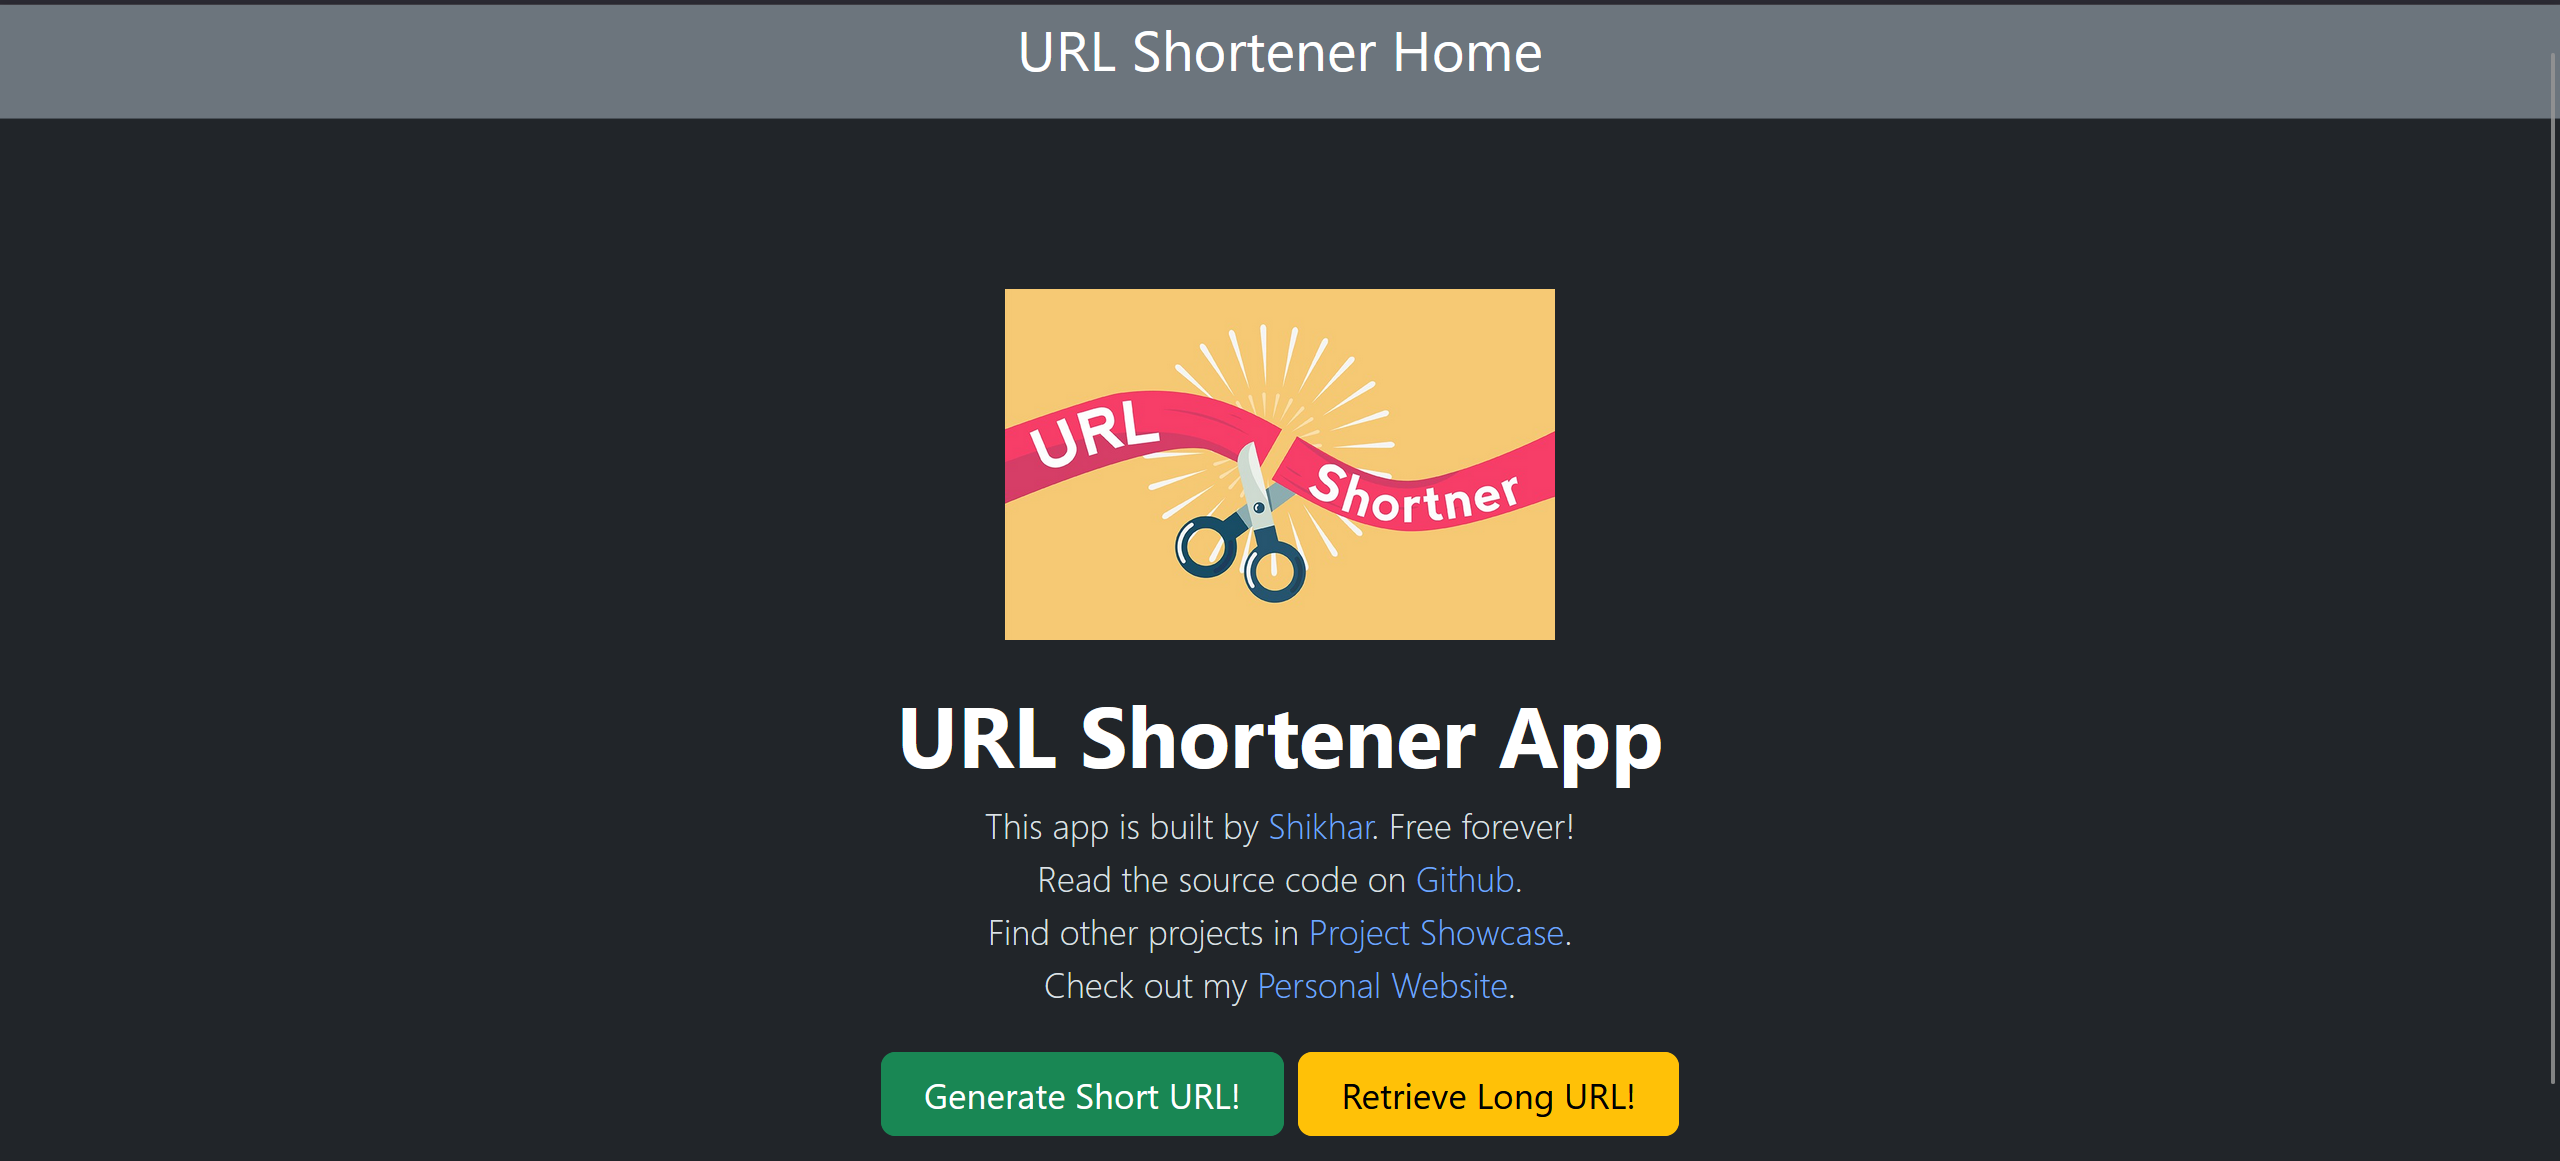 URL Shortener Home
URL
Shortner
URL Shortener App
This app is built by Shikhar. Free forever!
Read the source code on Github.
Find other projects in Project Showcase.
Check out my Personal Website.
Generate Short URL!
Retrieve Long URL!